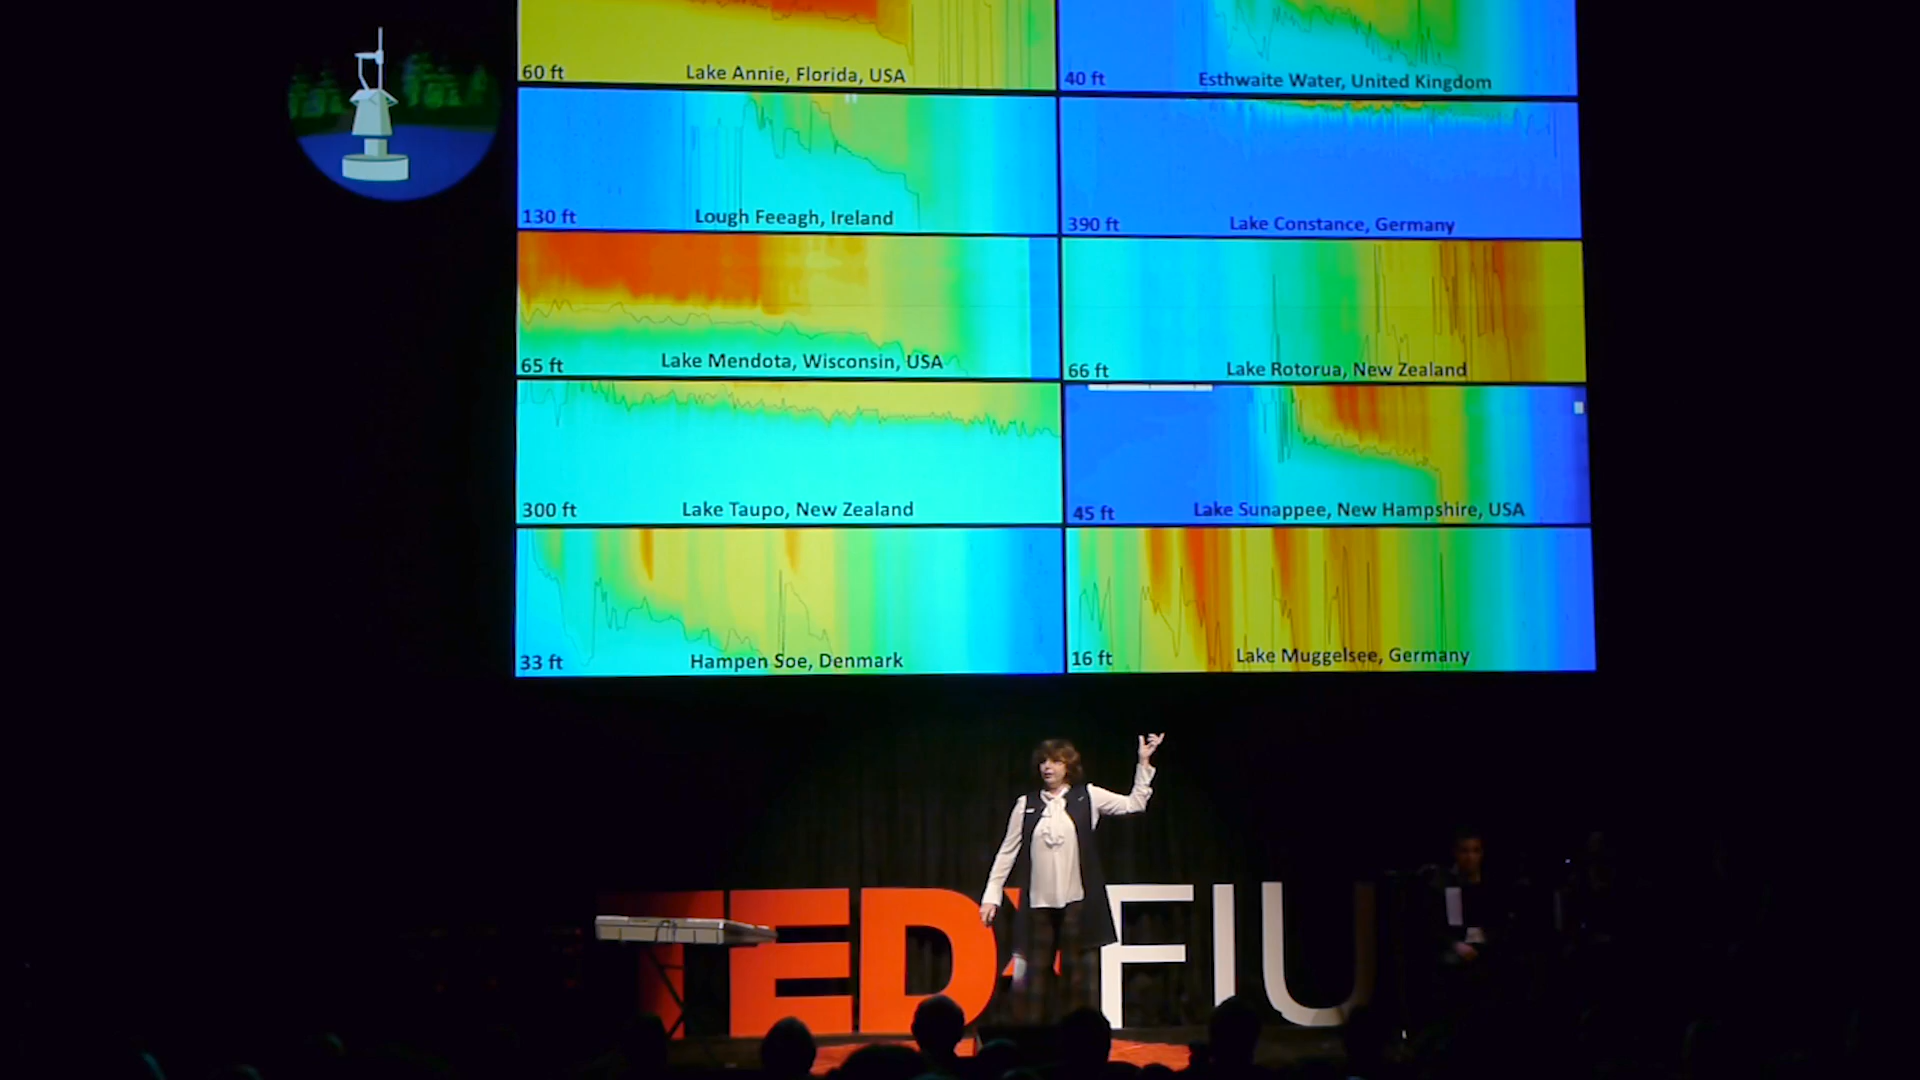 60 ft
Lake Annie, Florida, USA
40 ft
Esthwaite Water, United Kingdom
130 ft
Lough Feeagh, Ireland
390 ft
Lake Constance, Germany
65 ft
Lake Mendota, Wisconsin, USA
66 ft
Lake Rotorua, New Zealand
300 ft
Lake Taupo, New Zealand
45 ft
Lake Sunappee, New Hampshire, USA
33 ft
Hampen Soe, Denmark
16 ft
Lake Muggelsee, Germany
TEDxFIU